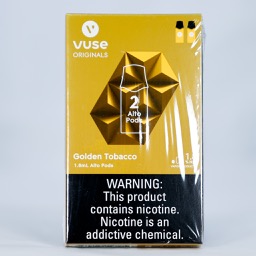 vuse
ORIGINALS
2
Alto
Pods
Golden Tobacco
1.8mL Alto Pods
WARNING:
This product
contains nicotine.
Nicotine is an
addictive chemical.